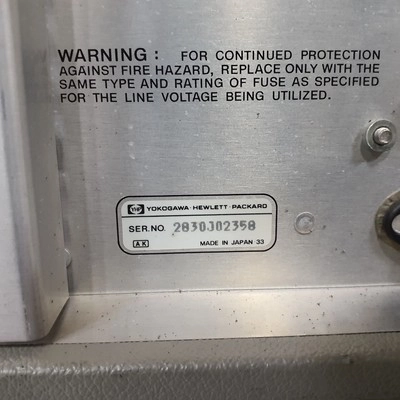 WARNING : FOR CONTINUED PROTECTION
AGAINST FIRE HAZARD, REPLACE ONLY WITH THE
SAME TYPE AND RATING OF FUSE AS SPECIFIED
FOR THE LINE VOLTAGE BEING UTILIZED.
hp YOKOGAWA·HEWLETT·PACKARD
SER.NO. 2830J02358
AK MADE IN JAPAN·33